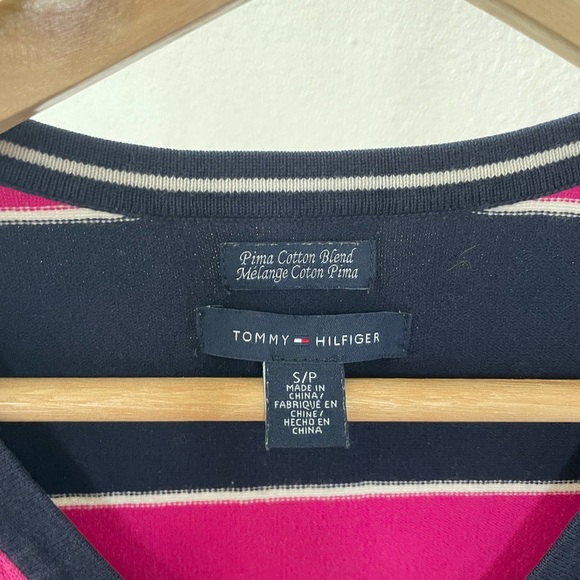 Pima Cotton Blend
Mélange Coton Pima
TOMMY HILFIGER
S/P
MADE IN
CHINA/
FABRIQUÉ EN
CHINE/
HECHO EN
CHINA